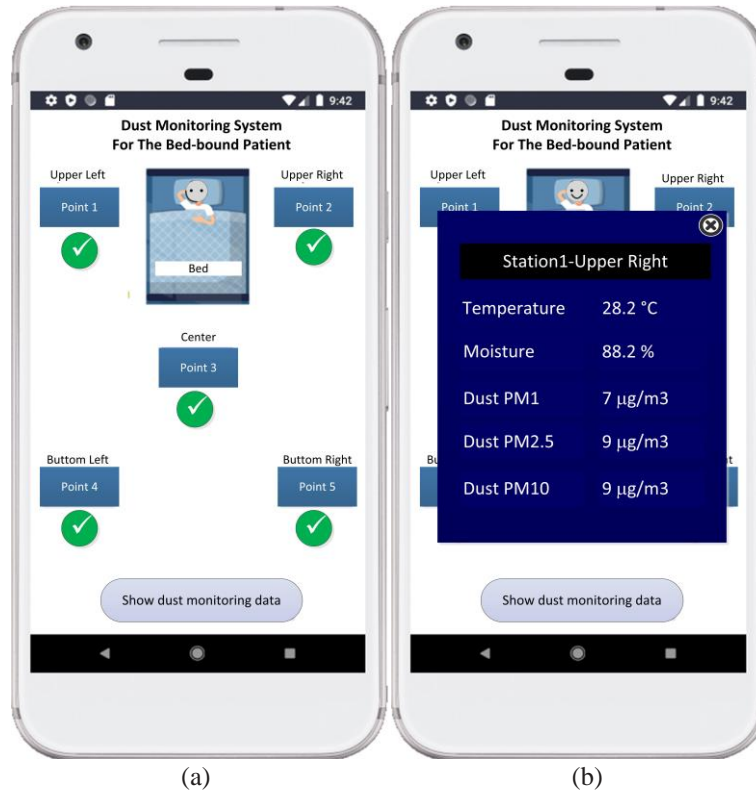 9:42
Dust Monitoring System
For The Bed-bound Patient
Upper Left
Upper Right
Point 1
Point 2
Bed
Center
Point 3
Buttom Left
Buttom Right
Point 4
Point 5
Show dust monitoring data
(a)
9:42
Dust Monitoring System
For The Bed-bound Patient
Upper Left
Upper Right
Point 1
Point 2
Station1-Upper Right
Temperature 28.2 °C
Moisture 88.2 %
Dust PM1 7 μg/m3
Dust PM2.5 9 μg/m3
Bu
nt
Dust PM10 9 μg/m3
Show dust monitoring data
(b)